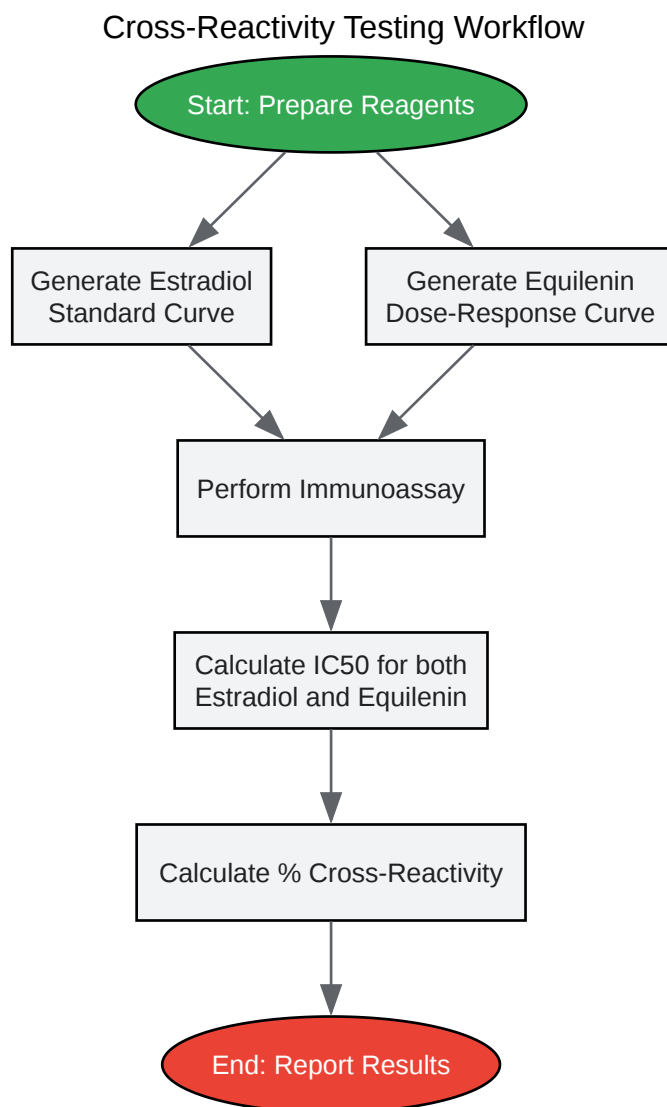 Cross-Reactivity Testing Workflow
Start: Prepare Reagents
Generate Estradiol
Standard Curve
Generate Equilenin
Dose-Response Curve
Perform Immunoassay
Calculate IC50 for both
Estradiol and Equilenin
Calculate % Cross-Reactivity
End: Report Results